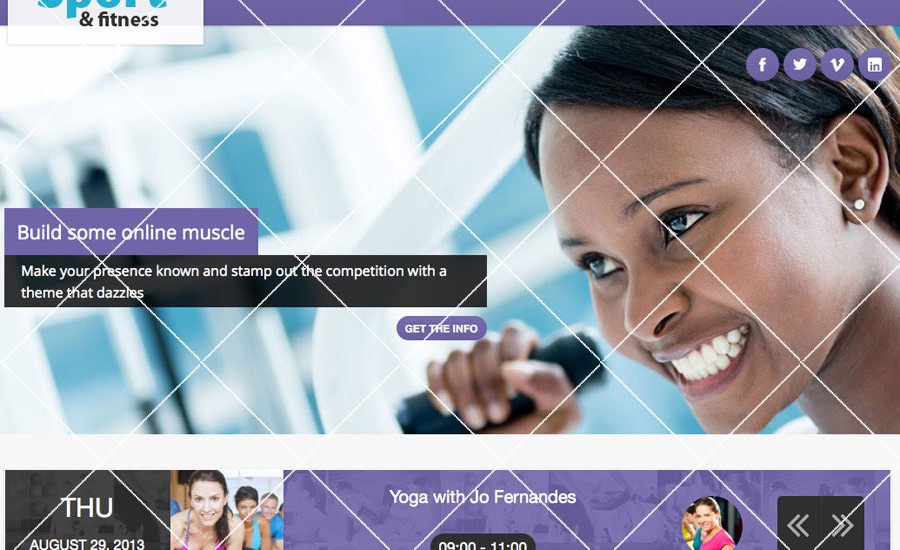 sport
& fitness
Build some online muscle
Make your presence known and stamp out the competition with a
theme that dazzles
GET THE INFO
THU
AUGUST 29, 2013
Yoga with Jo Fernandes
09:00 - 11:00